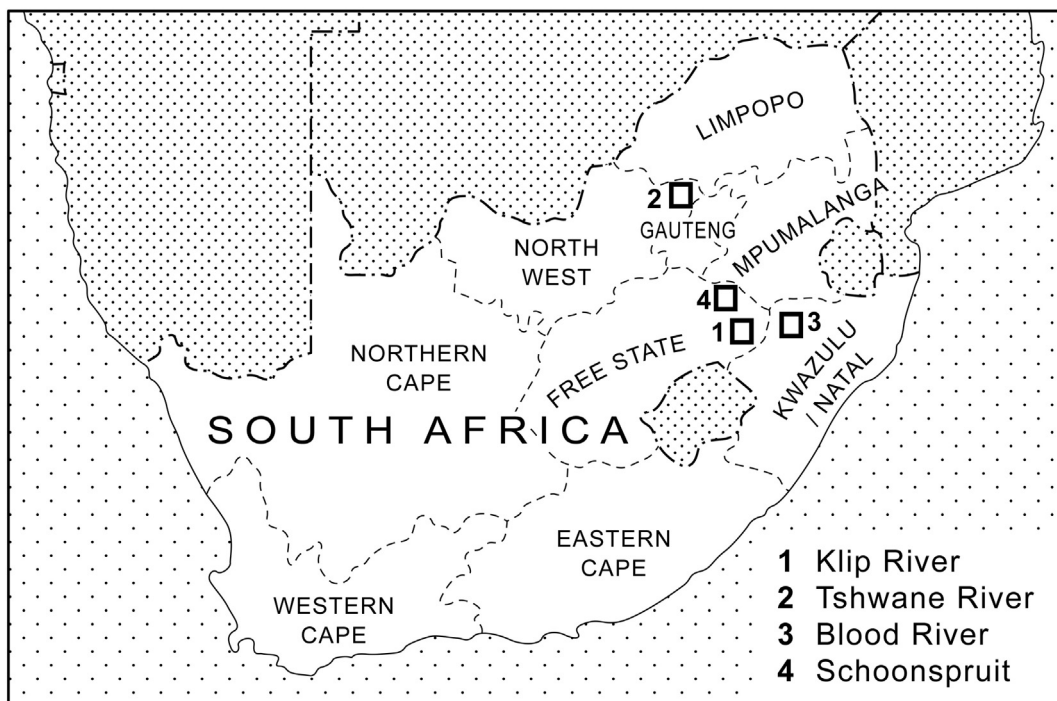 LIMPOPO
2
GAUTENG
MPUMALANGA
NORTH
WEST
4
1
3
NORTHERN
CAPE
FREE STATE
KWAZULU
/ NATAL
SOUTH AFRICA
EASTERN
CAPE
WESTERN
CAPE
1 Klip River
2 Tshwane River
3 Blood River
4 Schoonspruit